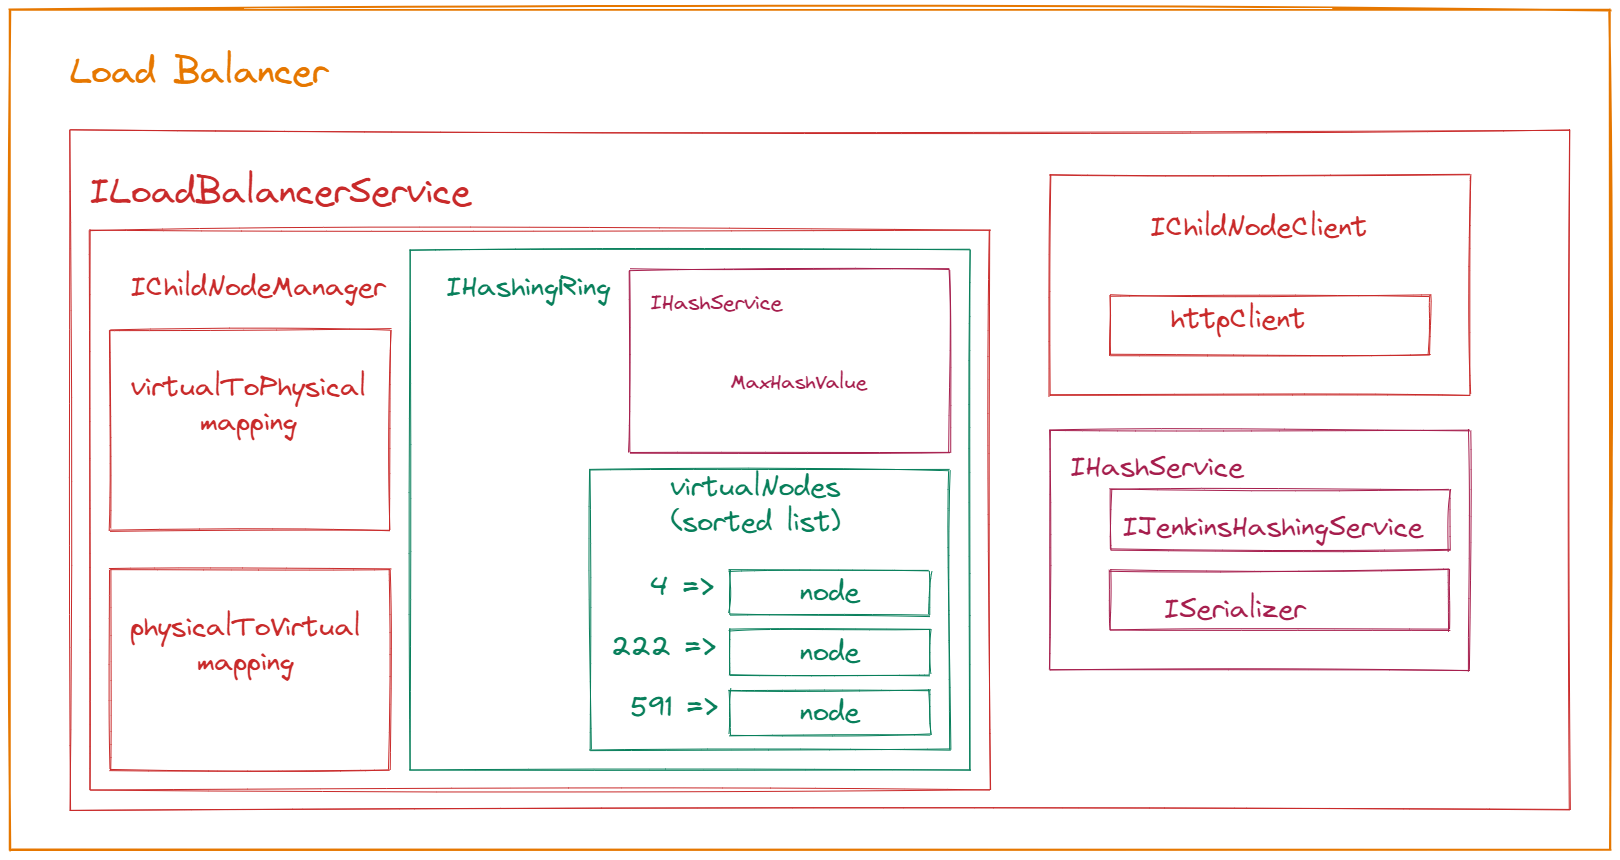 Load Balancer
ILoadBalancerService
IChildNodeManager
virtualToPhysical
mapping
physicalToVirtual
mapping
IHashingRing
IHashService
MaxHashValue
virtualNodes
(sorted list)
4 => node
222 => node
591 => node
IChildNodeClient
httpClient
IHashService
IJenkinsHashingService
ISerializer